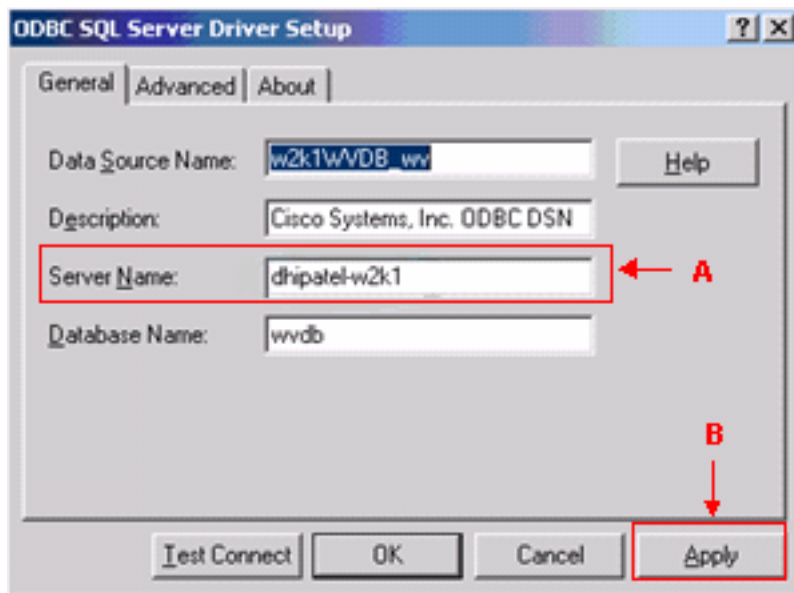 ODBC SQL Server Driver Setup
? X
General Advanced About
Data Source Name: w2k1WVDB_wv Help
Description: Cisco Systems, Inc. ODBC DSN
Server Name: dhipatel-w2k1 A
Database Name: wvdb
B
Test Connect OK Cancel Apply